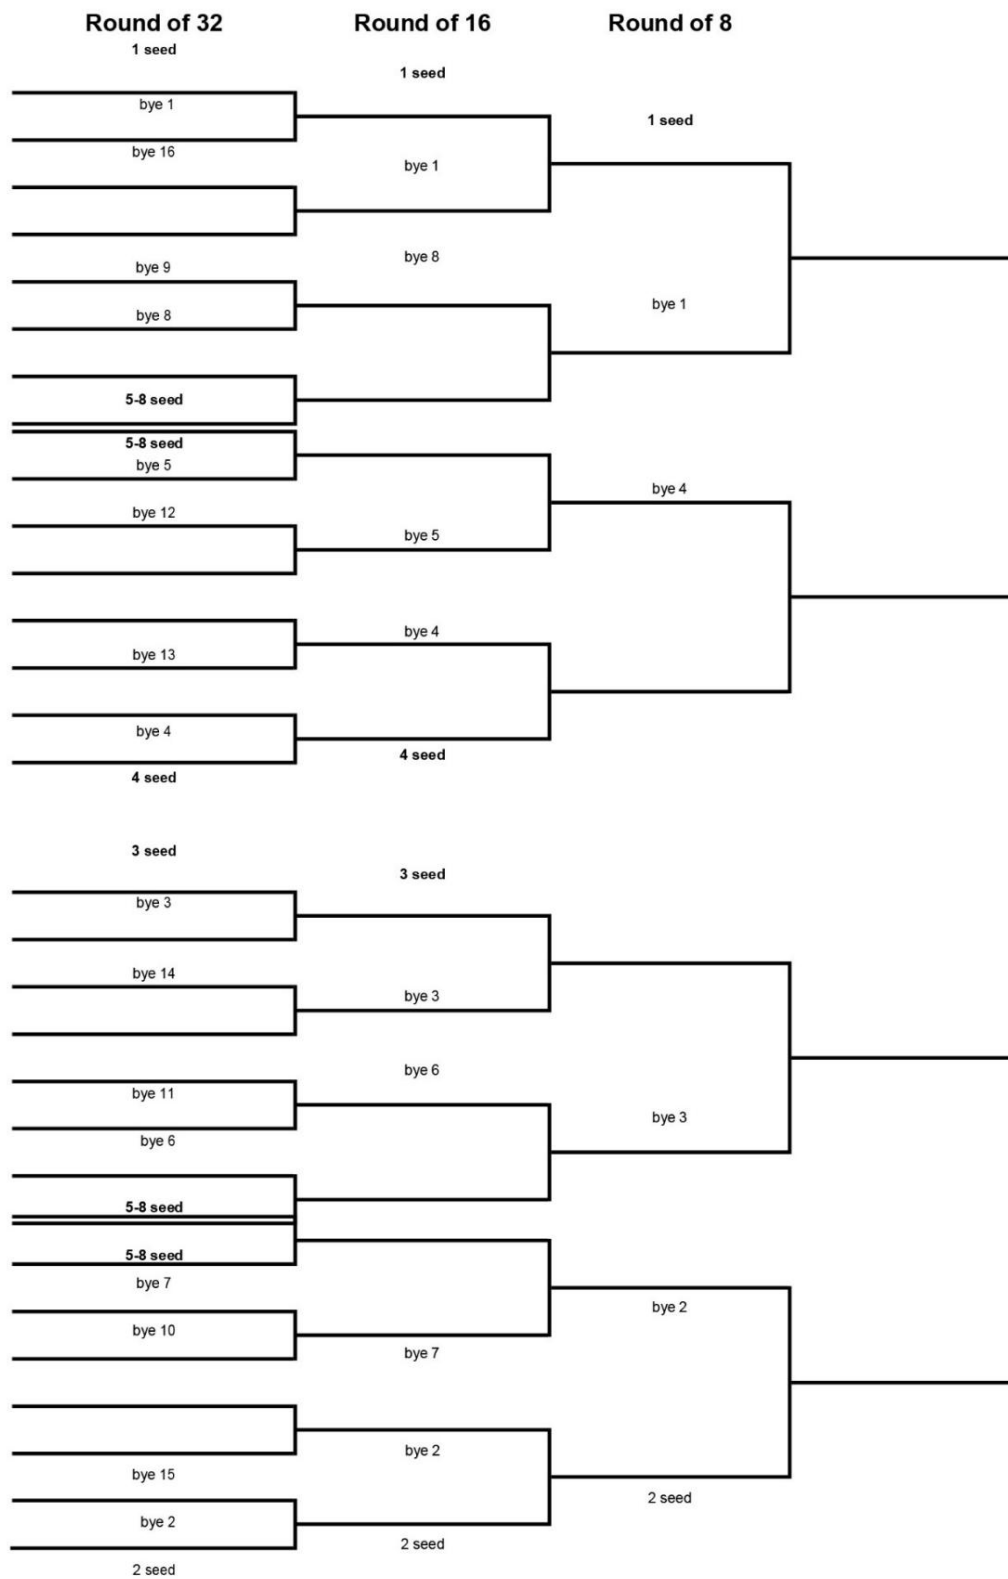 Round of 32
Round of 16
Round of 8
1 seed
bye 1
bye 16
bye 9
bye 8
5-8 seed
5-8 seed
bye 5
bye 12
bye 13
bye 4
4 seed
3 seed
bye 3
bye 14
bye 11
bye 6
5-8 seed
5-8 seed
bye 7
bye 10
bye 15
bye 2
2 seed
1 seed
bye 1
bye 8
bye 5
bye 4
4 seed
3 seed
bye 3
bye 6
bye 7
bye 2
2 seed
1 seed
bye 1
bye 4
bye 3
bye 2
2 seed